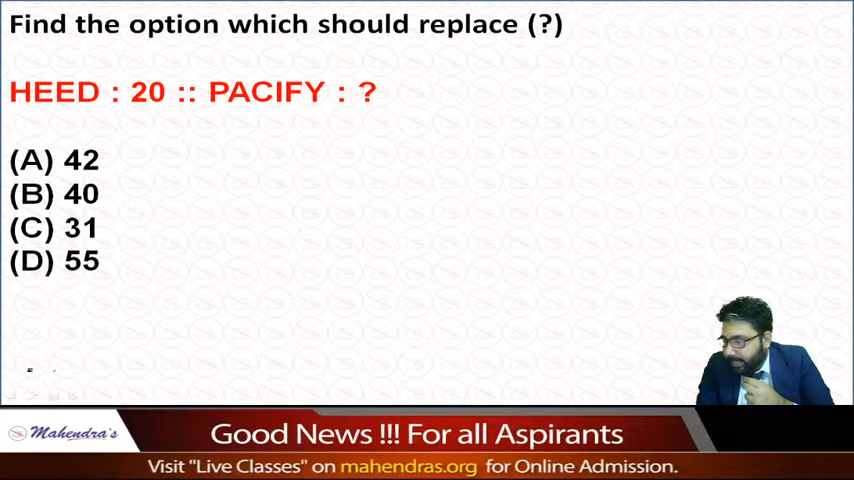 Find the option which should replace (?)
HEED : 20 :: PACIFY : ?
(A) 42
(B) 40
(C) 31
(D) 55
Mahendra's
Good News !!! For all Aspirants
Visit "Live Classes" on mahendras.org for Online Admission.